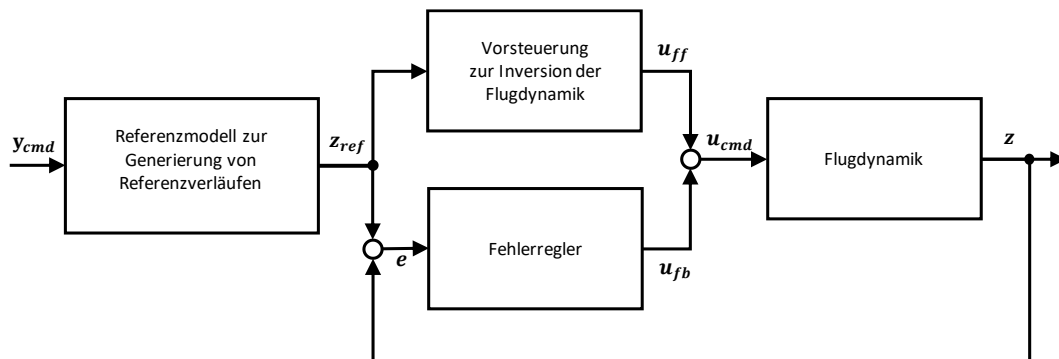 Vorsteuerung
zur Inversion der
Flugdynamik
u_ff
y_cmd
Referenzmodell zur
Generierung von
Referenzverläufen
z_ref
u_cmd
Flugdynamik
z
e
Fehlerregler
u_fb